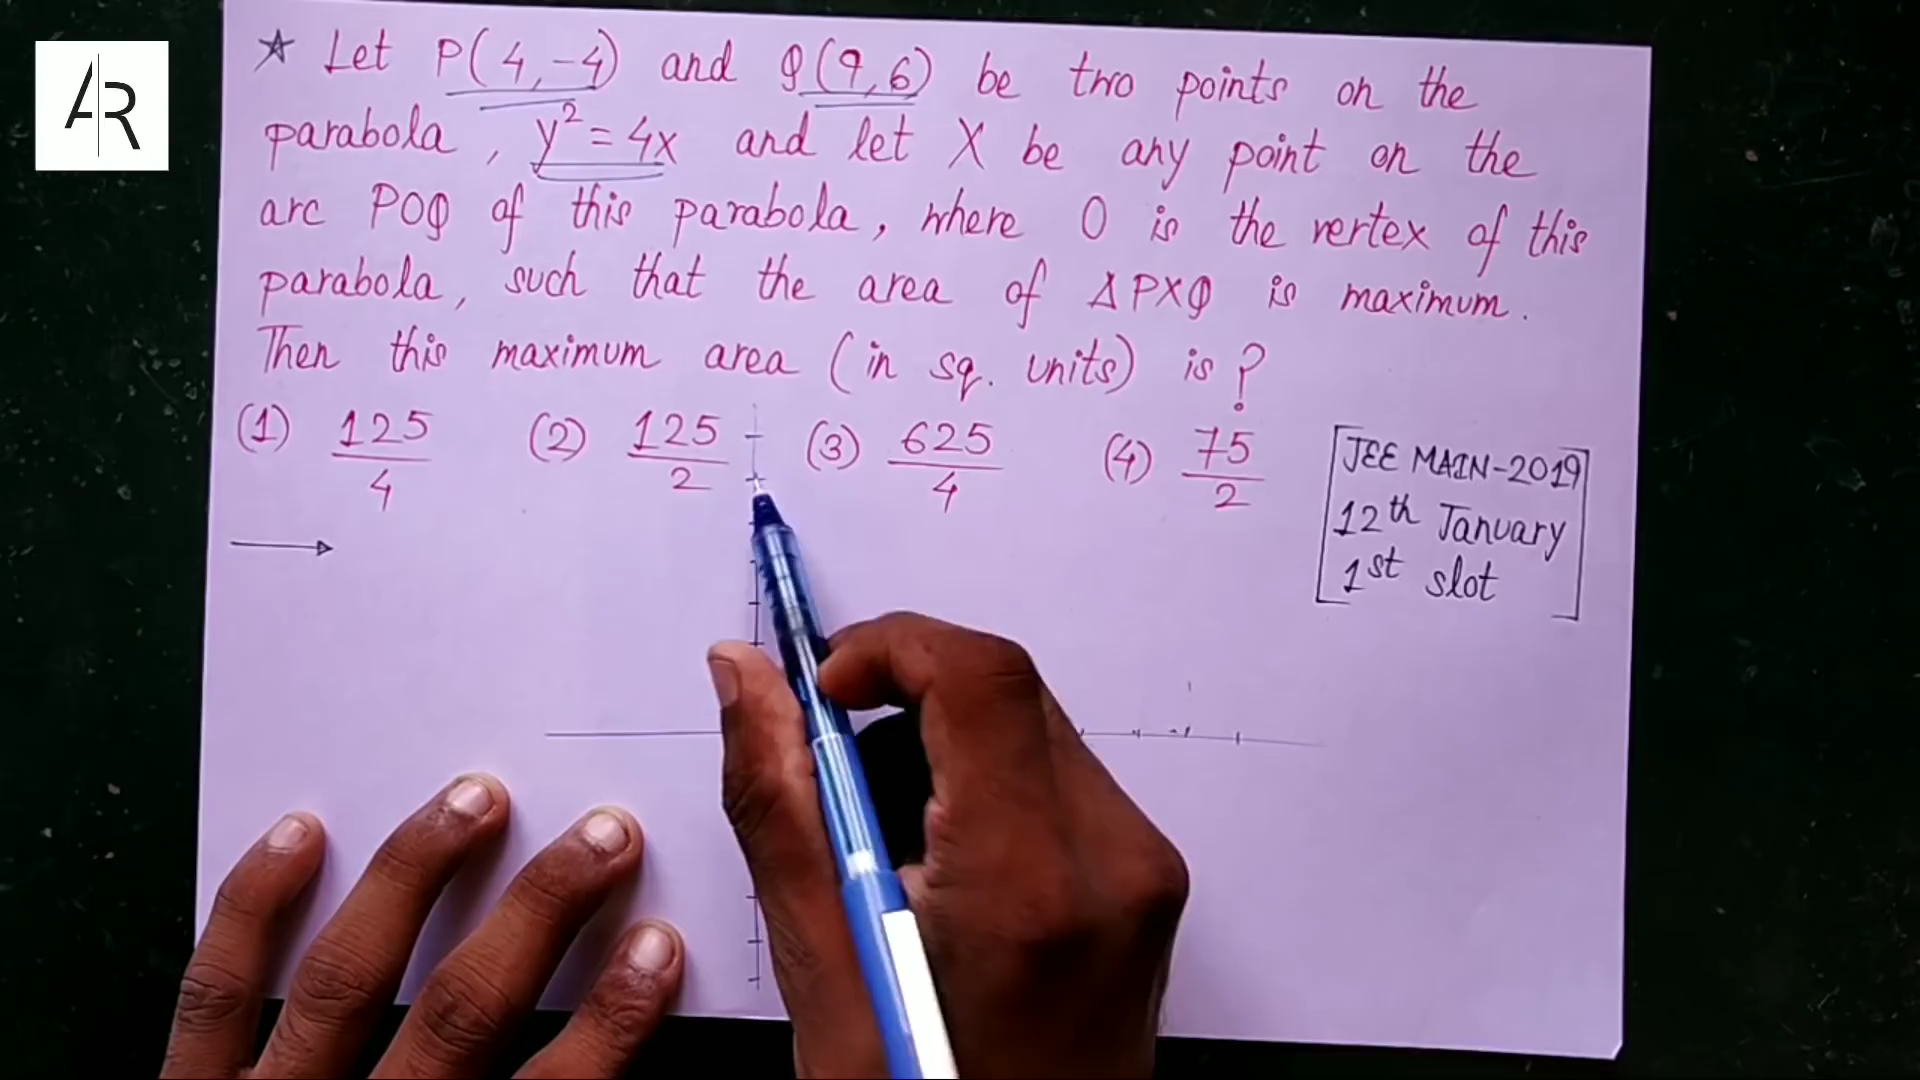 AR
★ Let P(4,-4) and Q(9,6) be two points on the
parabola, y² = 4x and let X be any point on the
arc POQ of this parabola, where O is the vertex of this
parabola, such that the area of ΔPXQ is maximum.
Then this maximum area (in sq. units) is?
(1) 125/4 (2) 125/2 (3) 625/4 (4) 75/2
[JEE MAIN-2019
12th January
1st slot]